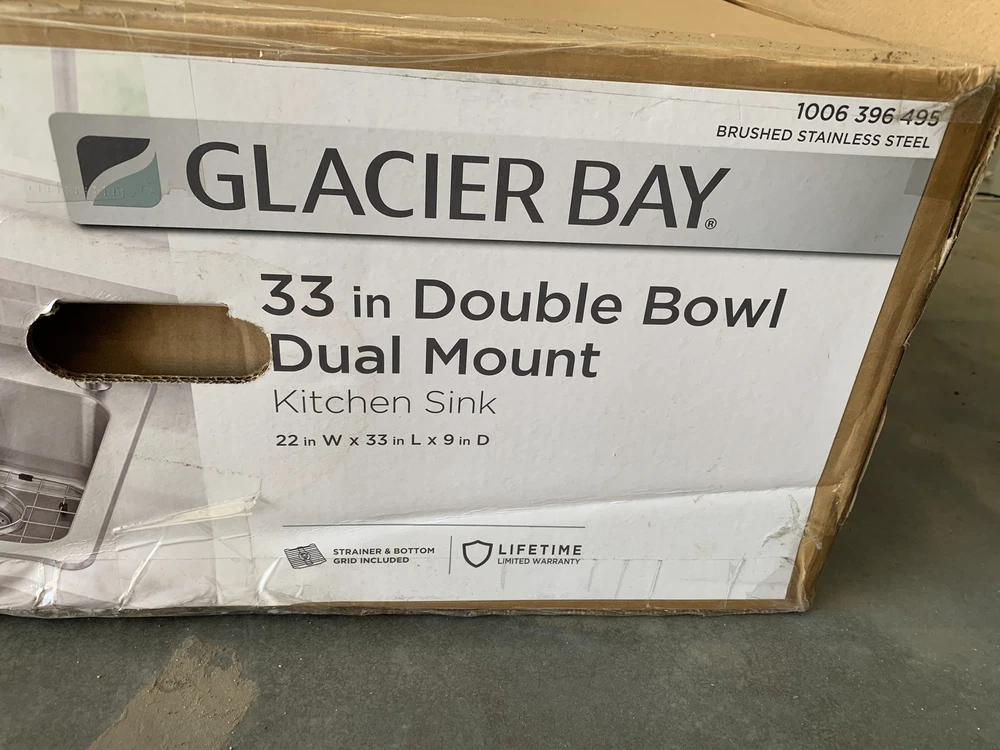 1006 396 495
BRUSHED STAINLESS STEEL
GLACIER BAY®
33 in Double Bowl
Dual Mount
Kitchen Sink
22 in W x 33 in L x 9 in D
STRAINER & BOTTOM
GRID INCLUDED
LIFETIME
LIMITED WARRANTY